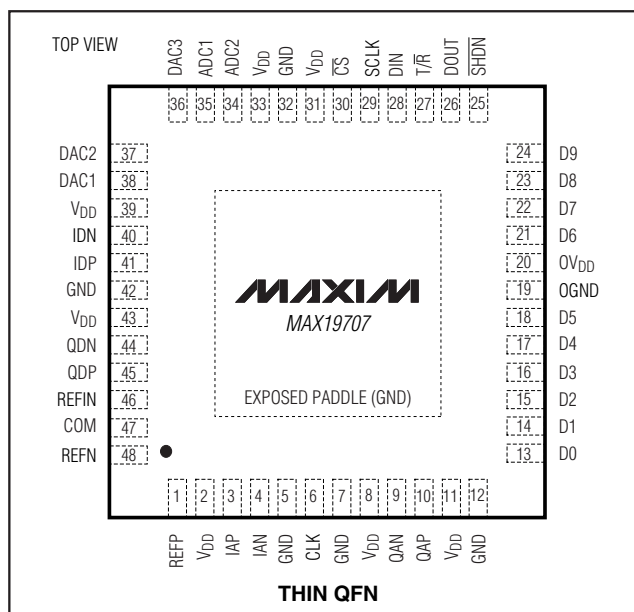 TOP VIEW
DAC3
ADC1
ADC2
VDD
GND
VDD
CS
SCLK
DIN
T/R
DOUT
SHDN
36 35 34 33 32 31 30 29 28 27 26 25
DAC2 37
DAC1 38
VDD 39
IDN 40
IDP 41
GND 42
VDD 43
QDN 44
QDP 45
REFIN 46
COM 47
REFN 48
MAXIM
MAX19707
EXPOSED PADDLE (GND)
24 D9
23 D8
22 D7
21 D6
20 OVDD
19 OGND
18 D5
17 D4
16 D3
15 D2
14 D1
13 D0
1 2 3 4 5 6 7 8 9 10 11 12
REFP
VDD
IAP
IAN
GND
CLK
GND
VDD
QAN
QAP
VDD
GND
THIN QFN